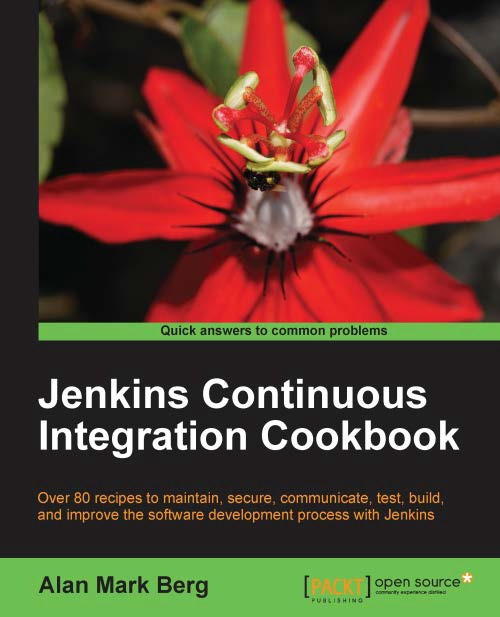 Quick answers to common problems
Jenkins Continuous
Integration Cookbook
Over 80 recipes to maintain, secure, communicate, test, build,
and improve the software development process with Jenkins
Alan Mark Berg
[PACKT] open source*
PUBLISHING community experience distilled